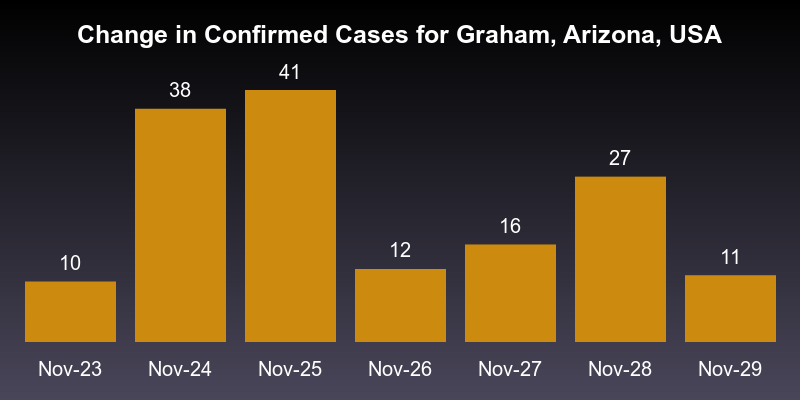 Change in Confirmed Cases for Graham, Arizona, USA
10 38 41 12 16 27 11
Nov-23 Nov-24 Nov-25 Nov-26 Nov-27 Nov-28 Nov-29